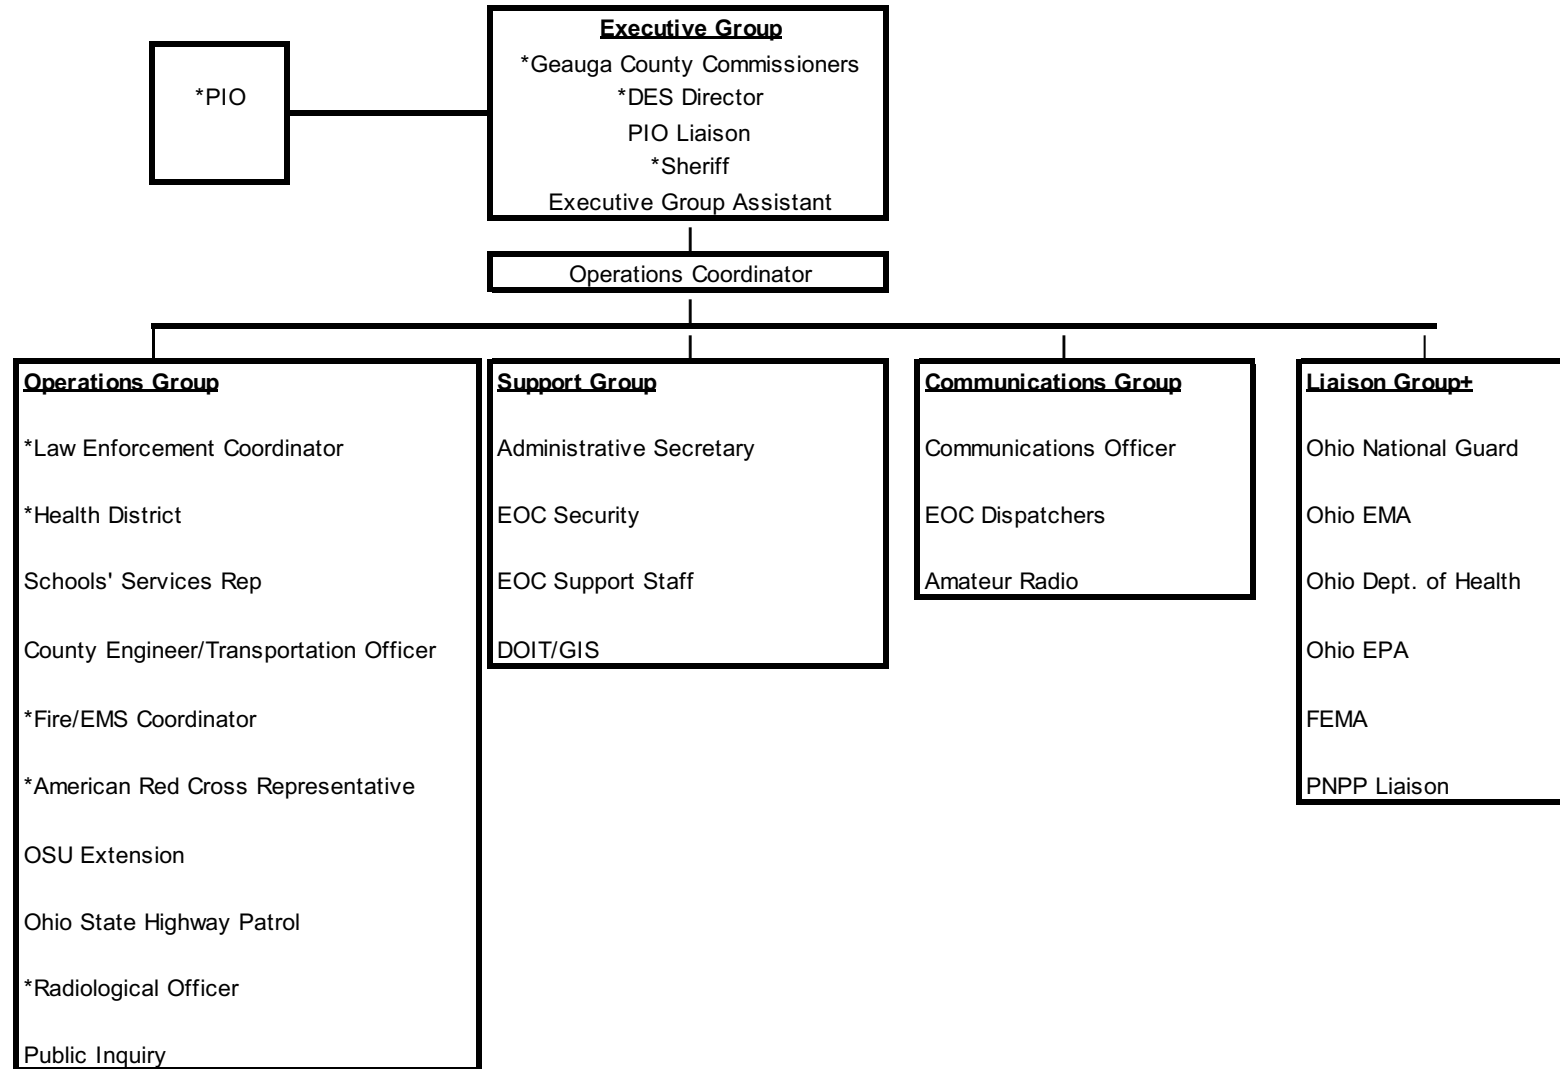 *PIO
Executive Group
*Geauga County Commissioners
*DES Director
PIO Liaison
*Sheriff
Executive Group Assistant
Operations Coordinator
Operations Group
*Law Enforcement Coordinator
*Health District
Schools' Services Rep
County Engineer/Transportation Officer
*Fire/EMS Coordinator
*American Red Cross Representative
OSU Extension
Ohio State Highway Patrol
*Radiological Officer
Public Inquiry
Support Group
Administrative Secretary
EOC Security
EOC Support Staff
DOIT/GIS
Communications Group
Communications Officer
EOC Dispatchers
Amateur Radio
Liaison Group+
Ohio National Guard
Ohio EMA
Ohio Dept. of Health
Ohio EPA
FEMA
PNPP Liaison